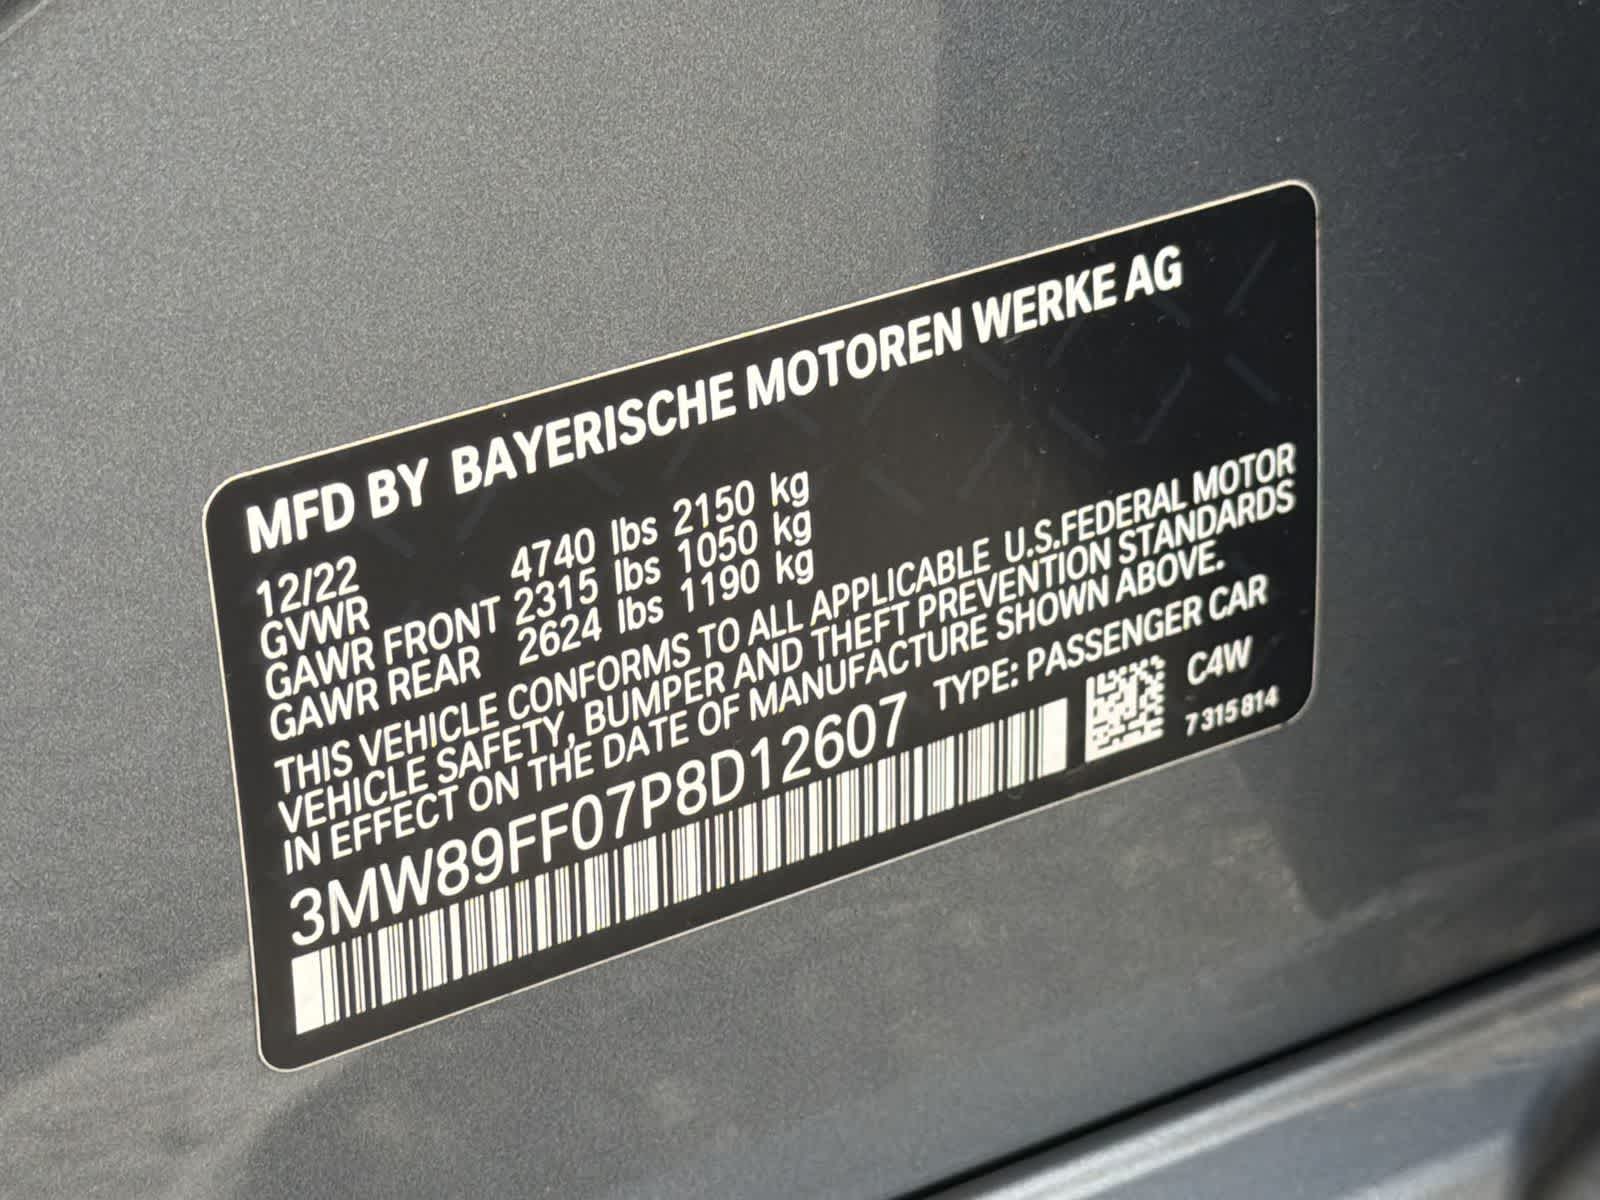 MFD BY BAYERISCHE MOTOREN WERKE AG
12/22
GVWR 4740 lbs 2150 kg
GAWR FRONT 2315 lbs 1050 kg
GAWR REAR 2624 lbs 1190 kg
THIS VEHICLE CONFORMS TO ALL APPLICABLE U.S.FEDERAL MOTOR
VEHICLE SAFETY, BUMPER AND THEFT PREVENTION STANDARDS
IN EFFECT ON THE DATE OF MANUFACTURE SHOWN ABOVE.
3MW89FF07P8D12607 TYPE: PASSENGER CAR
C4W
7 315 814